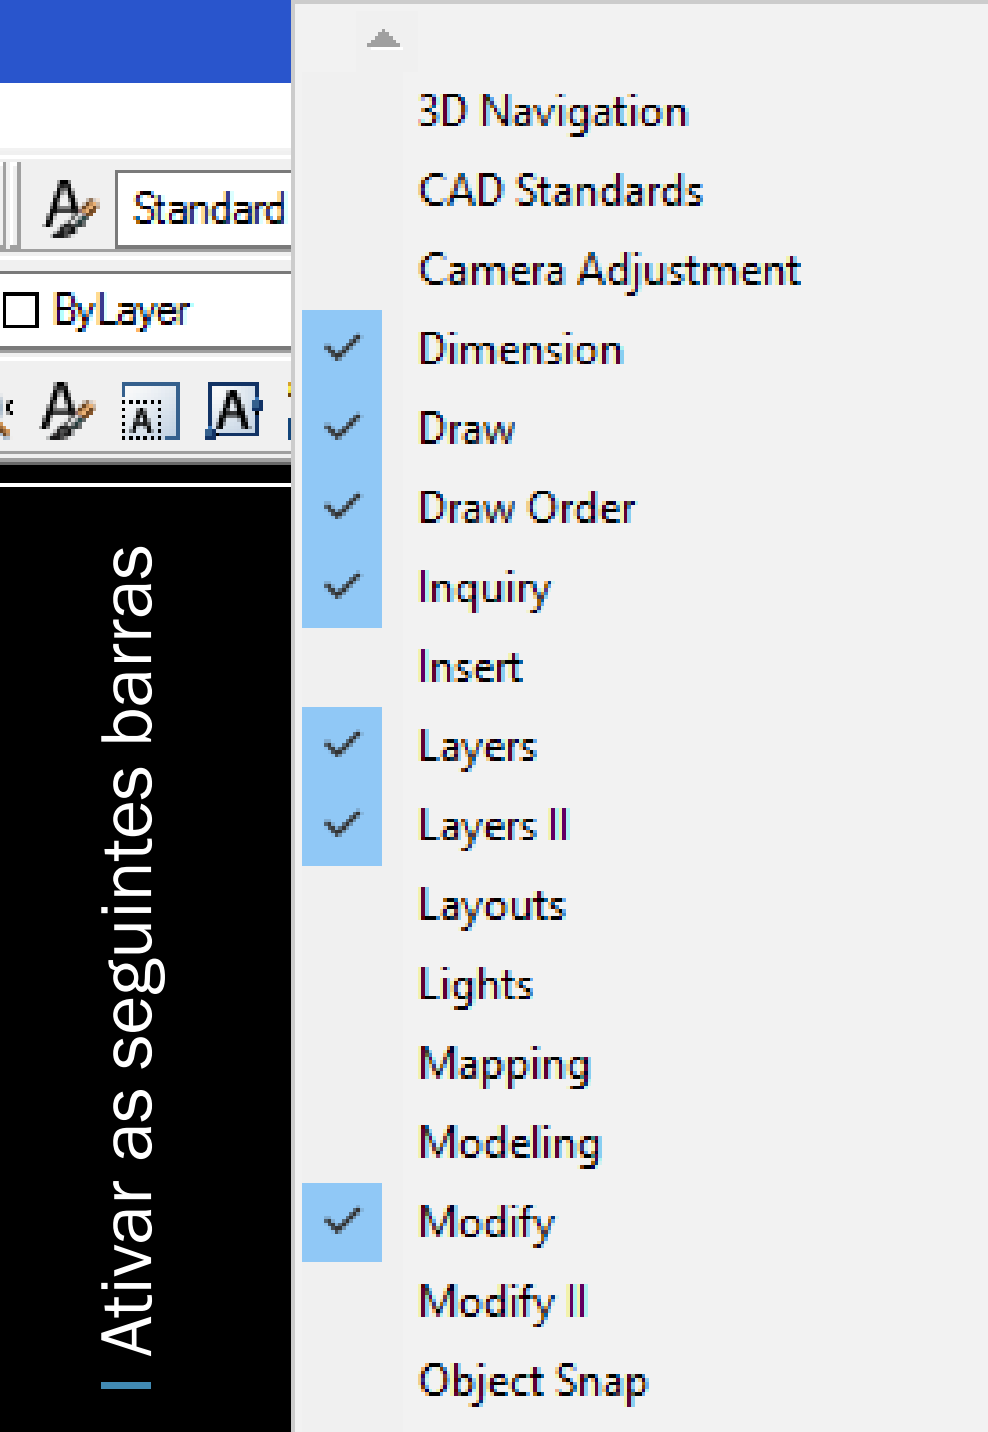 Standard
ByLayer
Ativar as seguintes barras
3D Navigation
CAD Standards
Camera Adjustment
Dimension
Draw
Draw Order
Inquiry
Insert
Layers
Layers II
Layouts
Lights
Mapping
Modeling
Modify
Modify II
Object Snap